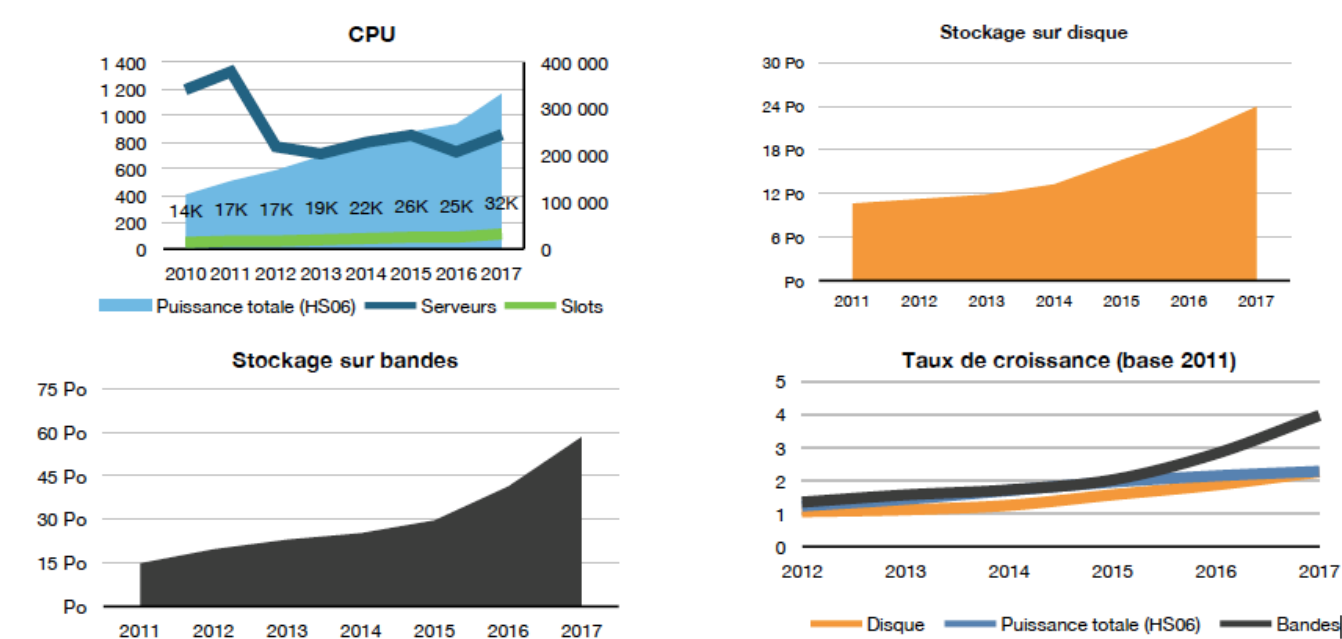 CPU
1 400
1 200
1 000
800
600
400
200
0
400 000
300 000
200 000
100 000
0
14K 17K 17K 19K 22K 26K 25K 32K
2010 2011 2012 2013 2014 2015 2016 2017
Puissance totale (HS06) Serveurs Slots
Stockage sur disque
30 Po
24 Po
18 Po
12 Po
6 Po
Po
2011 2012 2013 2014 2015 2016 2017
Stockage sur bandes
75 Po
60 Po
45 Po
30 Po
15 Po
Po
2011 2012 2013 2014 2015 2016 2017
Taux de croissance (base 2011)
5
4
3
2
1
0
2012 2013 2014 2015 2016 2017
Disque Puissance totale (HS06) Bandes